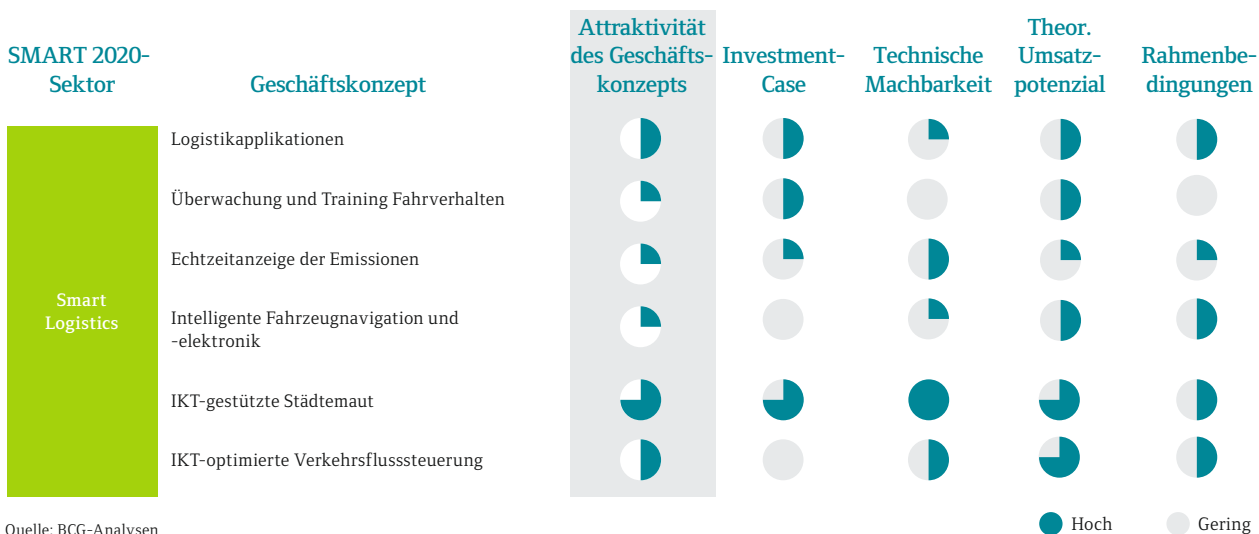 SMART 2020-
Sektor
Geschäftskonzept
Attraktivität
des Geschäfts-
konzepts
Investment-
Case
Technische
Machbarkeit
Theor.
Umsatz-
potenzial
Rahmenbe-
dingungen
Smart
Logistics
Logistikapplikationen
Überwachung und Training Fahrverhalten
Echtzeitanzeige der Emissionen
Intelligente Fahrzeugnavigation und
-elektronik
IKT-gestützte Städtemaut
IKT-optimierte Verkehrsflusssteuerung
Quelle: BCG-Analysen
Hoch
Gering